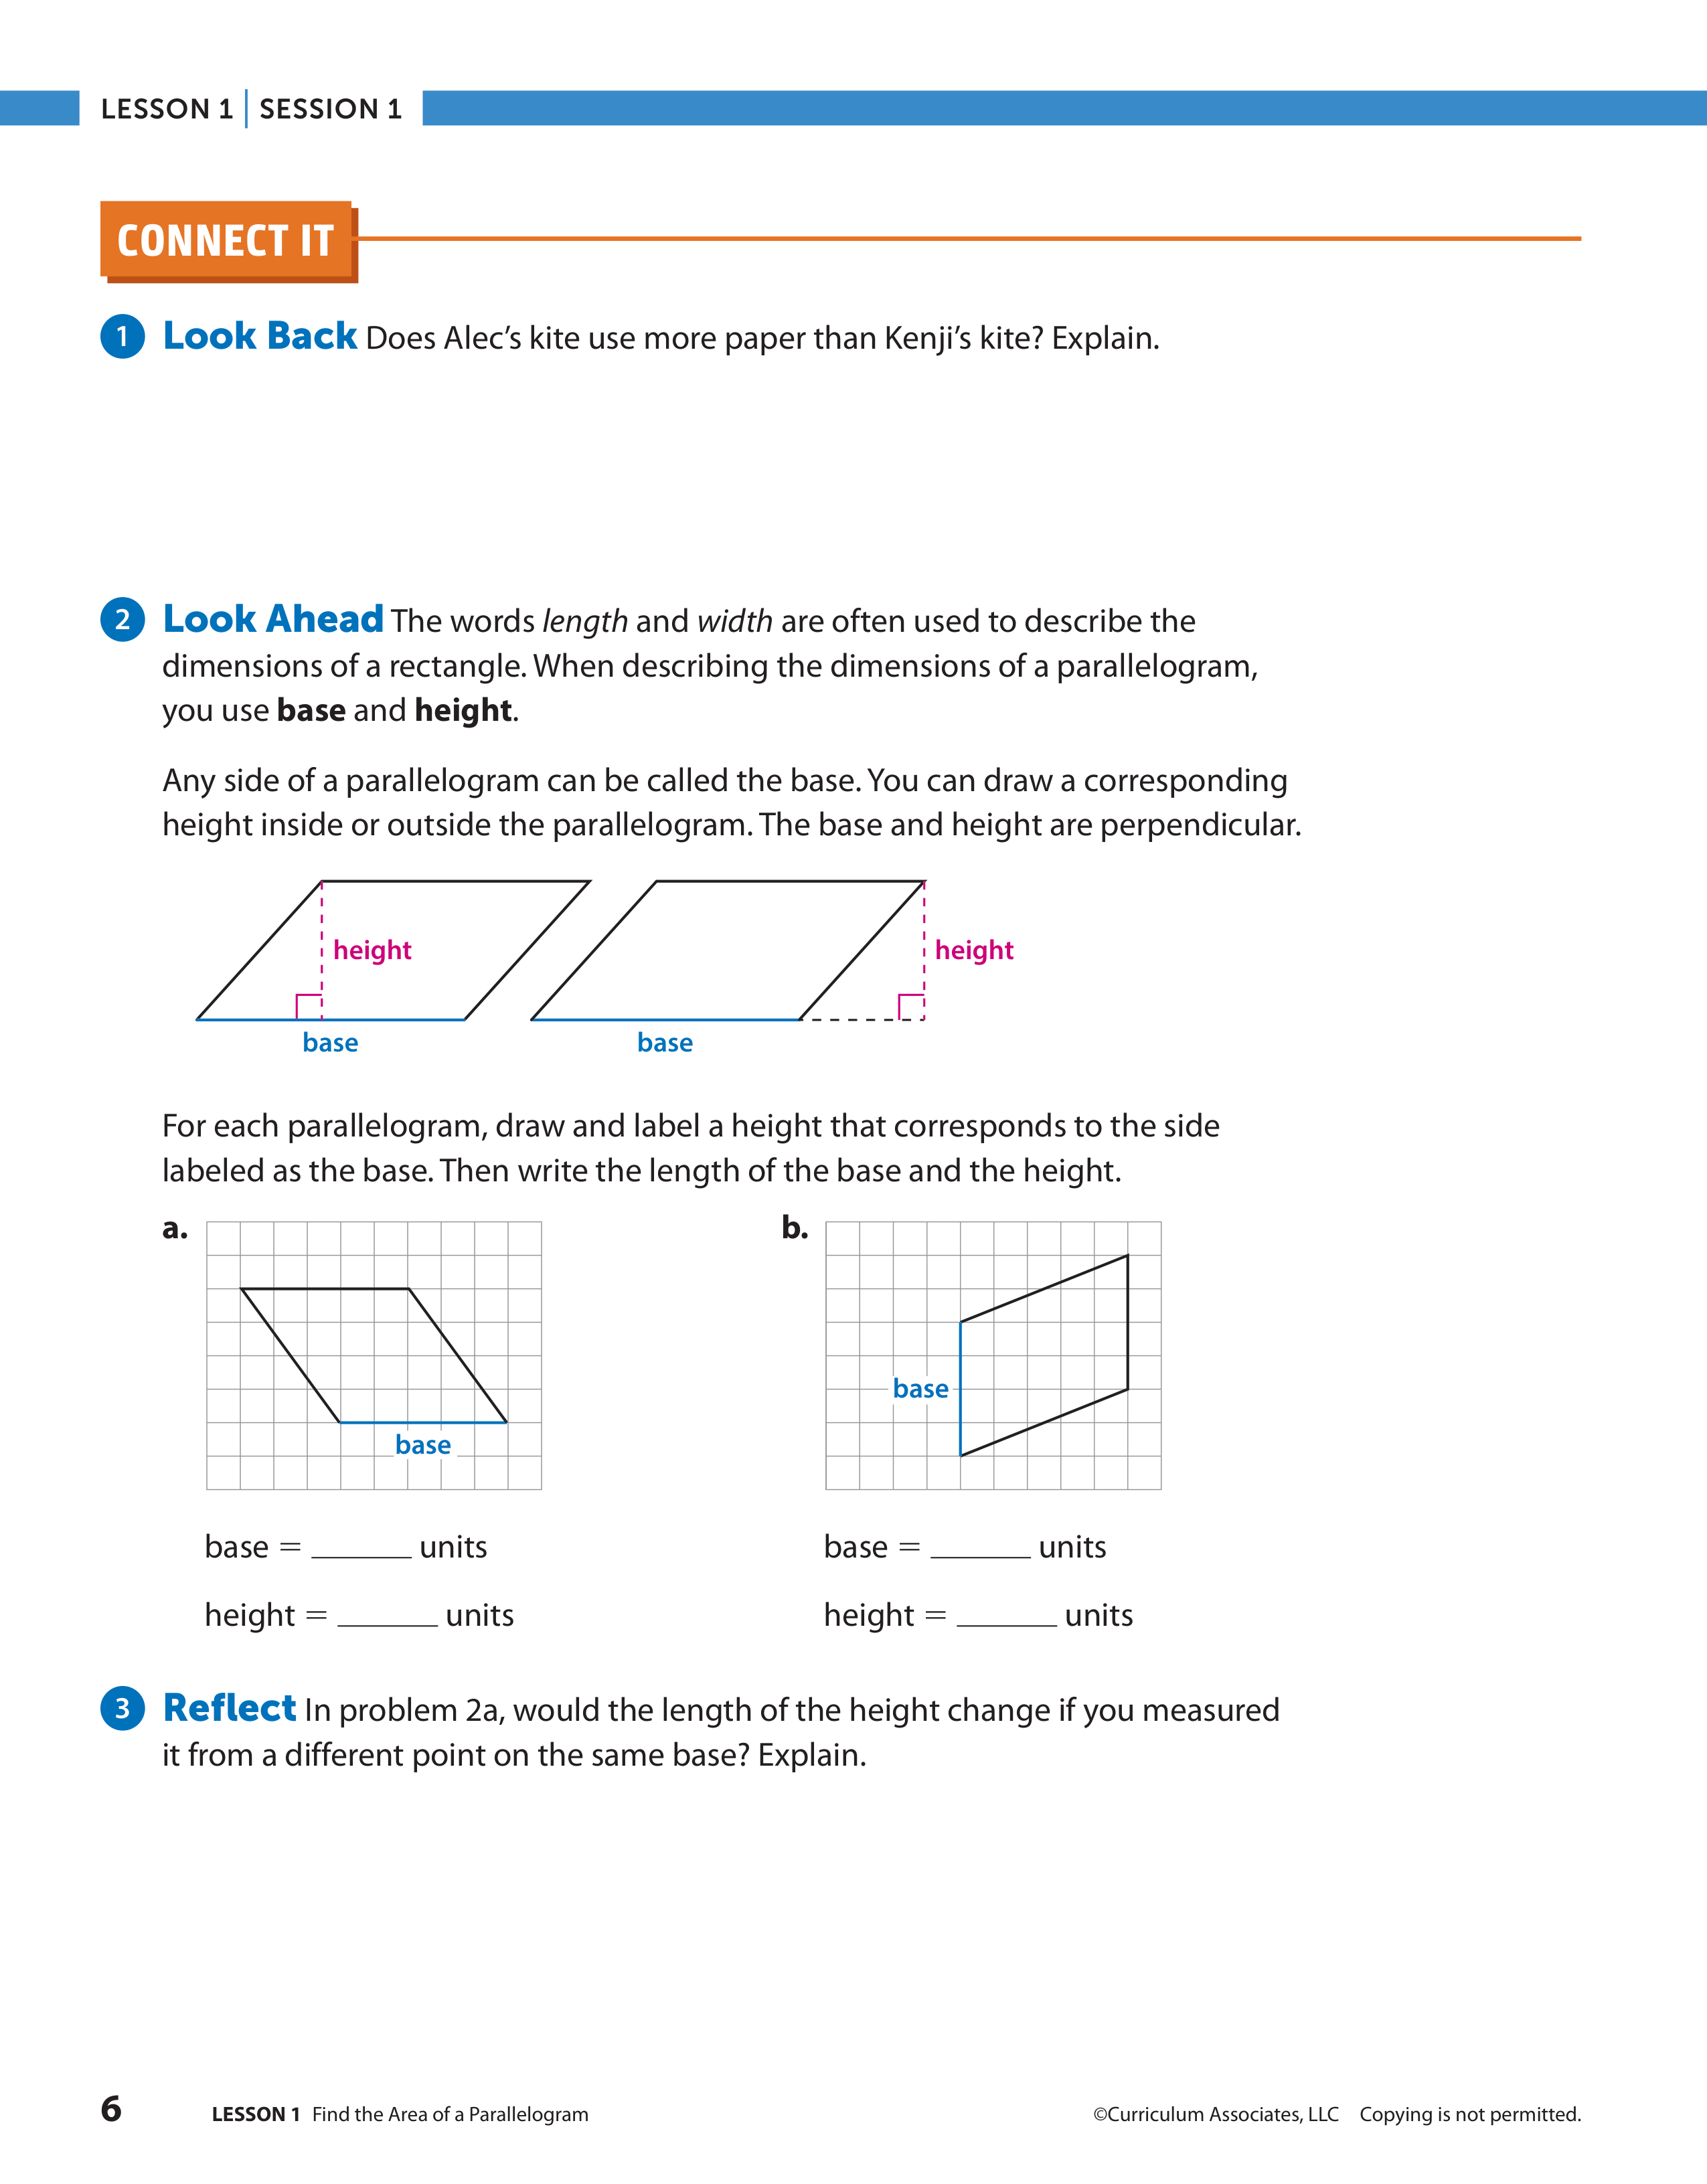 LESSON 1 | SESSION 1
CONNECT IT
1 Look Back Does Alec’s kite use more paper than Kenji’s kite? Explain.
2 Look Ahead The words length and width are often used to describe the
dimensions of a rectangle. When describing the dimensions of a parallelogram,
you use base and height.
Any side of a parallelogram can be called the base. You can draw a corresponding
height inside or outside the parallelogram. The base and height are perpendicular.
height
height
base
base
For each parallelogram, draw and label a height that corresponds to the side
labeled as the base. Then write the length of the base and the height.
a.
b.
base
base
base = ______ units
base = ______ units
height = ______ units
height = ______ units
3 Reflect In problem 2a, would the length of the height change if you measured
it from a different point on the same base? Explain.
6 LESSON 1 Find the Area of a Parallelogram ©Curriculum Associates, LLC Copying is not permitted.